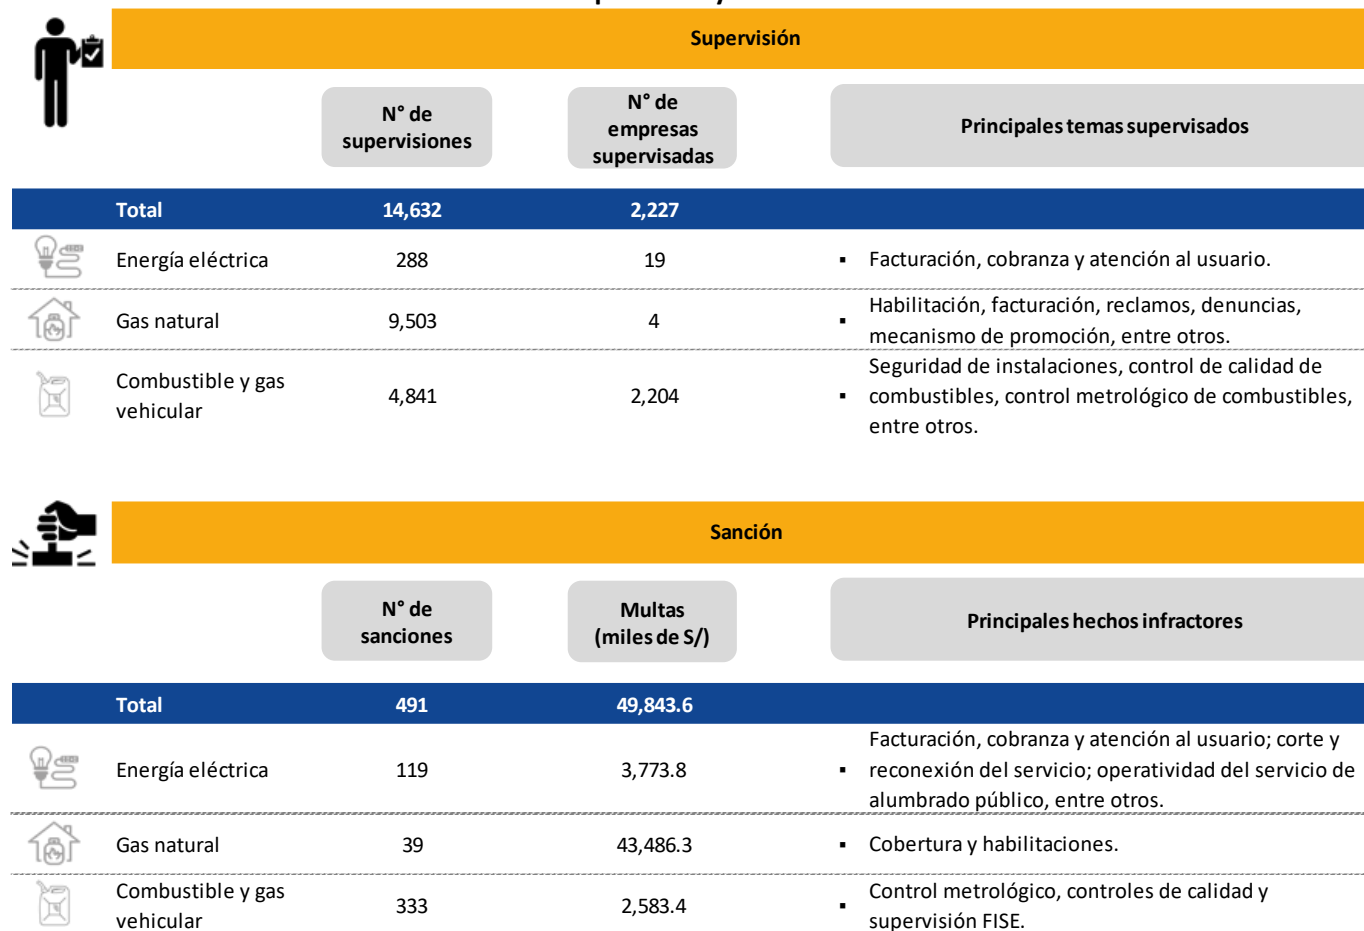 Supervisión
N° de
supervisiones
N° de
empresas
supervisadas
Principales temas supervisados
Total 14,632 2,227
Energía eléctrica 288 19 ▪ Facturación, cobranza y atención al usuario.
Gas natural 9,503 4 ▪ Habilitación, facturación, reclamos, denuncias,
mecanismo de promoción, entre otros.
Combustible y gas
vehicular 4,841 2,204 ▪ Seguridad de instalaciones, control de calidad de
combustibles, control metrológico de combustibles,
entre otros.
Sanción
N° de
sanciones
Multas
(miles de S/)
Principales hechos infractores
Total 491 49,843.6
Energía eléctrica 119 3,773.8 ▪ Facturación, cobranza y atención al usuario; corte y
reconexión del servicio; operatividad del servicio de
alumbrado público, entre otros.
Gas natural 39 43,486.3 ▪ Cobertura y habilitaciones.
Combustible y gas
vehicular 333 2,583.4 ▪ Control metrológico, controles de calidad y
supervisión FISE.